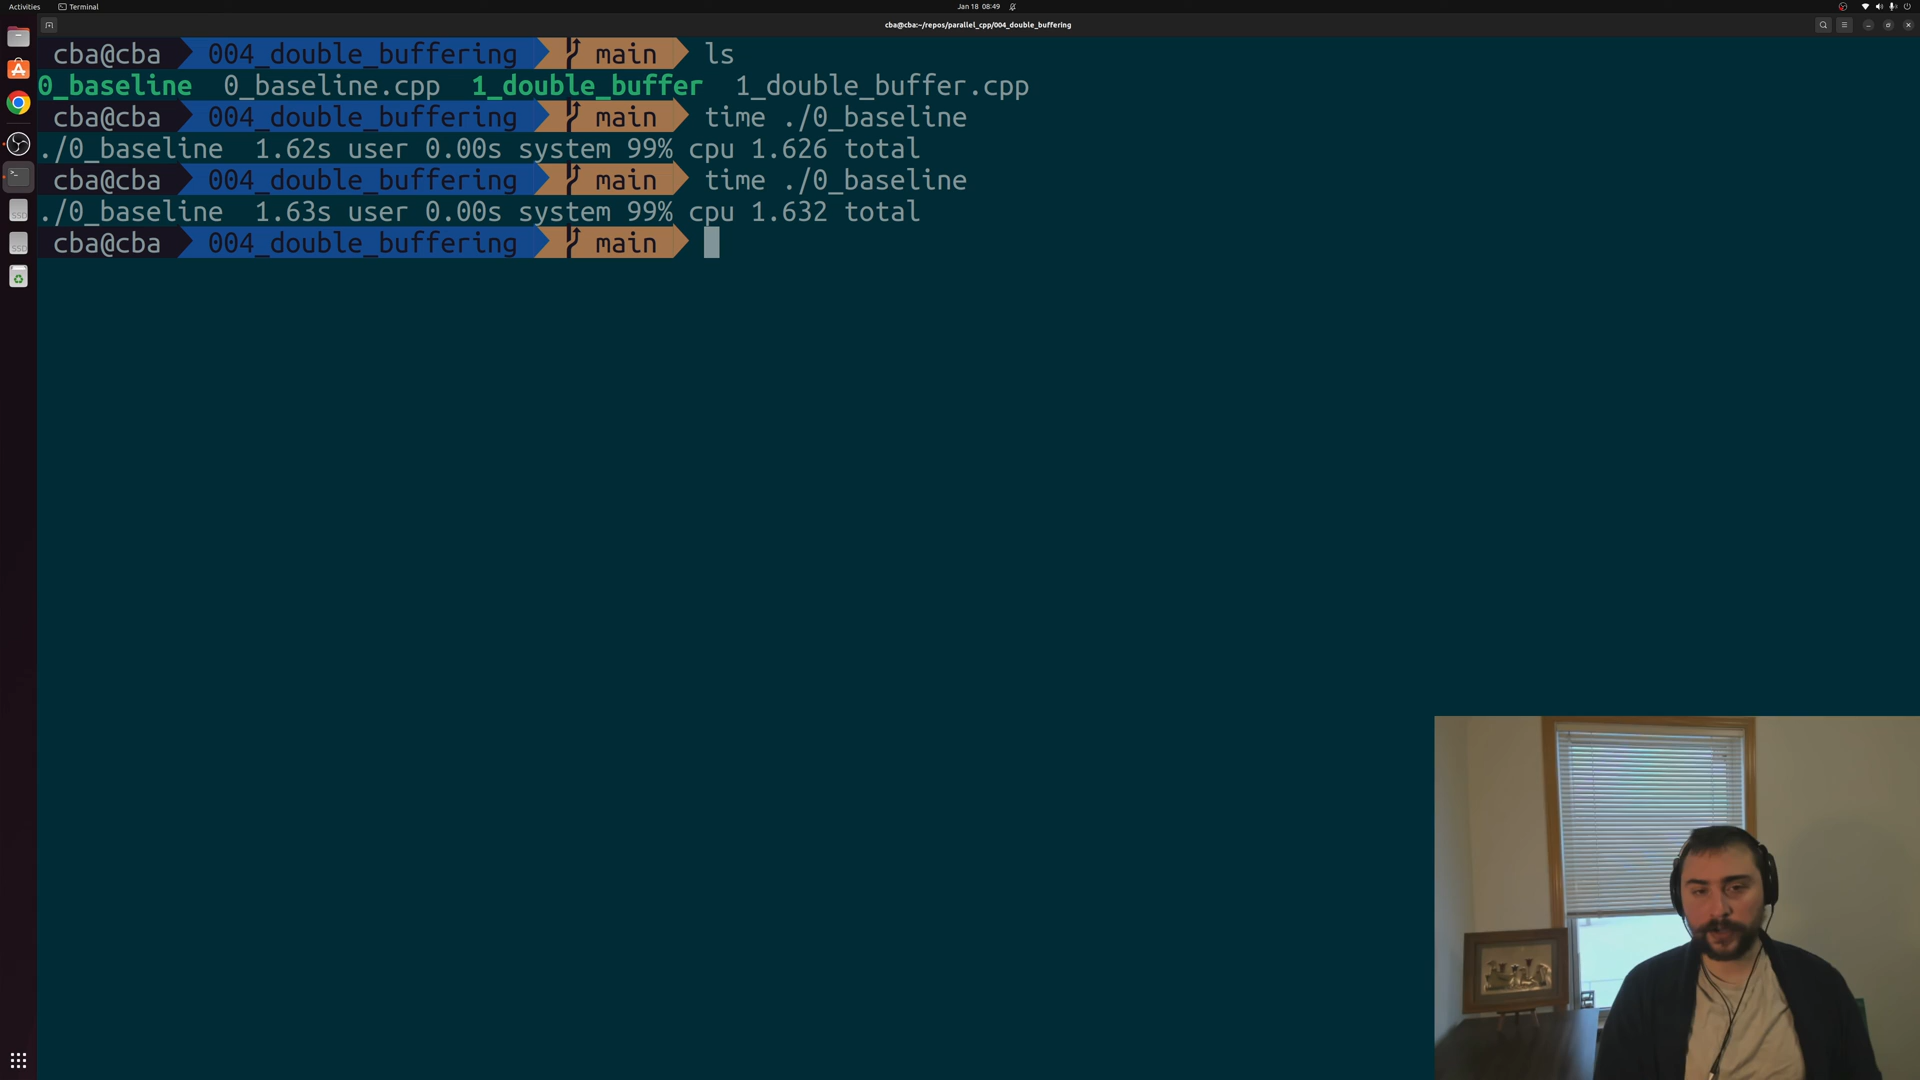 Activities
Terminal
Jan 18 08:49
cba@cba:~/repos/parallel_cpp/004_double_buffering
cba@cba 004_double_buffering main ls
0_baseline 0_baseline.cpp 1_double_buffer 1_double_buffer.cpp
cba@cba 004_double_buffering main time ./0_baseline
./0_baseline 1.62s user 0.00s system 99% cpu 1.626 total
cba@cba 004_double_buffering main time ./0_baseline
./0_baseline 1.63s user 0.00s system 99% cpu 1.632 total
cba@cba 004_double_buffering main
SSD
SSD